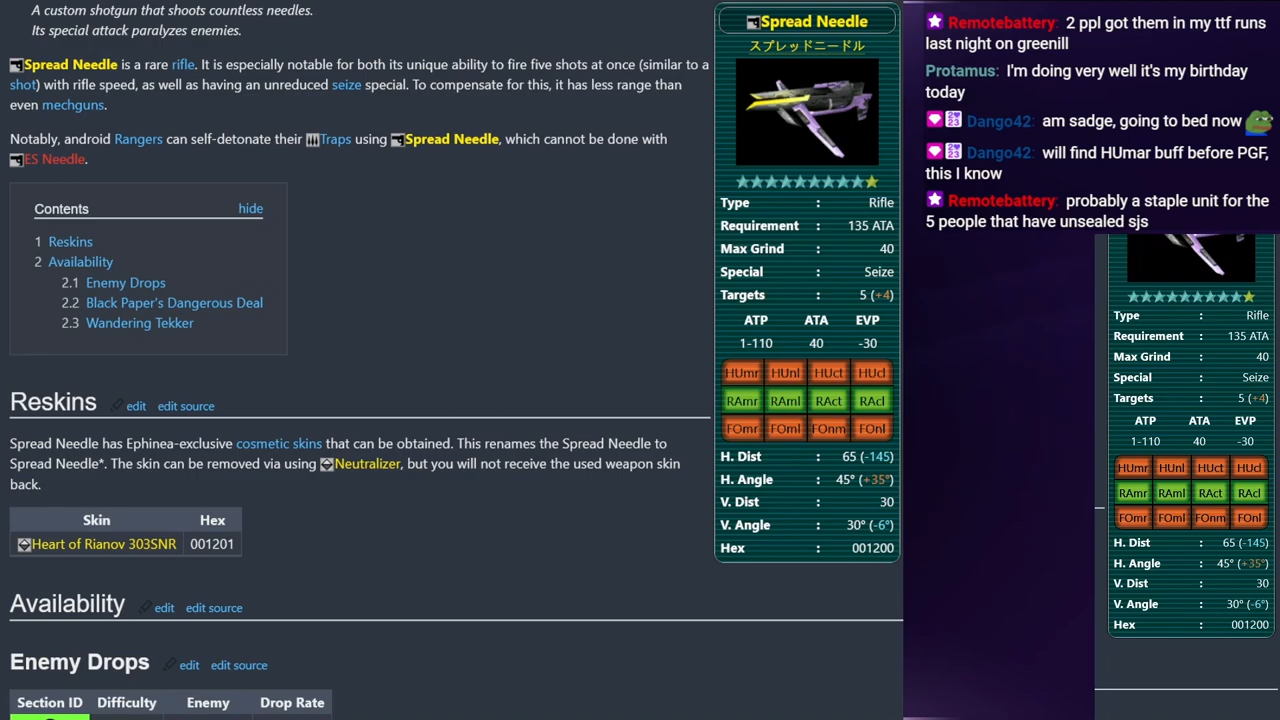 A custom shotgun that shoots countless needles.
Its special attack paralyzes enemies.
Spread Needle is a rare rifle. It is especially notable for both its unique ability to fire five shots at once (similar to a
shot) with rifle speed, as well as having an unreduced seize special. To compensate for this, it has less range than
even mechguns.
Notably, android Rangers can self-detonate their Traps using Spread Needle, which cannot be done with
ES Needle.
Contents hide
1 Reskins
2 Availability
2.1 Enemy Drops
2.2 Black Paper's Dangerous Deal
2.3 Wandering Tekker
Reskins edit edit source
Spread Needle has Ephinea-exclusive cosmetic skins that can be obtained. This renames the Spread Needle to
Spread Needle*. The skin can be removed via using Neutralizer, but you will not receive the used weapon skin
back.
Skin Hex
Heart of Rianov 303SNR 001201
Availability edit edit source
Enemy Drops edit edit source
Section ID Difficulty Enemy Drop Rate
Spread Needle
スプレッドニードル
Type : Rifle
Requirement : 135 ATA
Max Grind : 40
Special : Seize
Targets : 5 (+4)
ATP ATA EVP
1-110 40 -30
HUmr HUnl HUct HUcl
RAmr RAml RAct RAcl
FOmr FOml FOnm FOnl
H. Dist : 65 (-145)
H. Angle : 45° (+35°)
V. Dist : 30
V. Angle : 30° (-6°)
Hex : 001200
Remotebattery: 2 ppl got them in my ttf runs
last night on greenill
Protamus: I'm doing very well it's my birthday
today
Dango42: am sadge, going to bed now
Dango42: will find HUmar buff before PGF,
this I know
Remotebattery: probably a staple unit for the
5 people that have unsealed sjs
Type : Rifle
Requirement : 135 ATA
Max Grind : 40
Special : Seize
Targets : 5 (+4)
ATP ATA EVP
1-110 40 -30
HUmr HUnl HUct HUcl
RAmr RAml RAct RAcl
FOmr FOml FOnm FOnl
H. Dist : 65 (-145)
H. Angle : 45° (+35°)
V. Dist : 30
V. Angle : 30° (-6°)
Hex : 001200